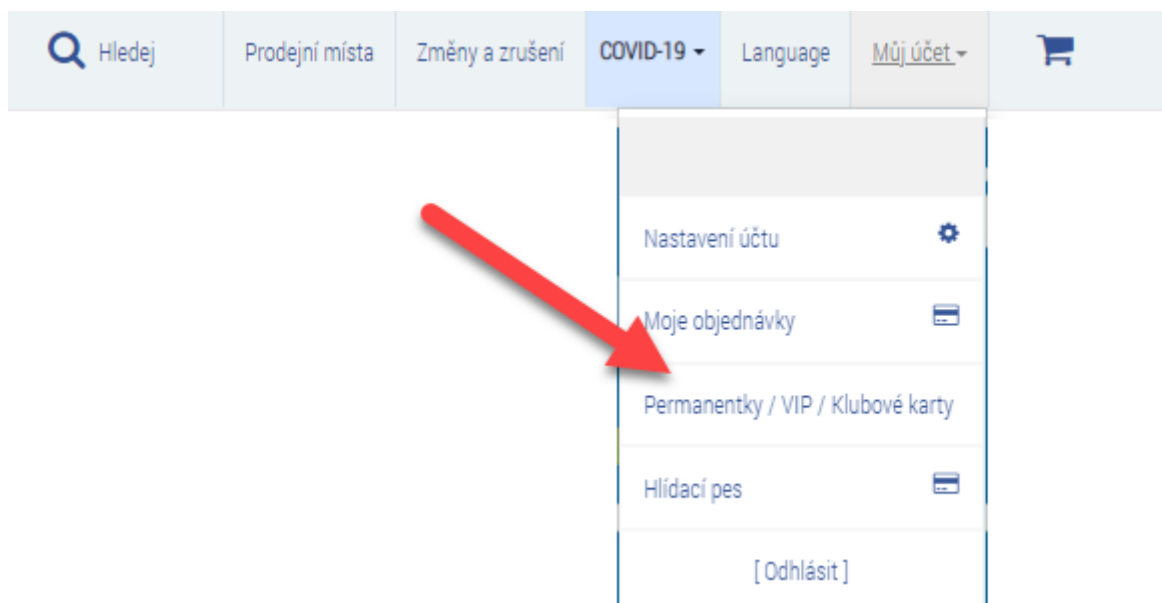 Hledej
Prodejní místa
Změny a zrušení
COVID-19
Language
Můj účet
Nastavení účtu
Moje objednávky
Permanentky / VIP / Klubové karty
Hlídací pes
[ Odhlásit ]